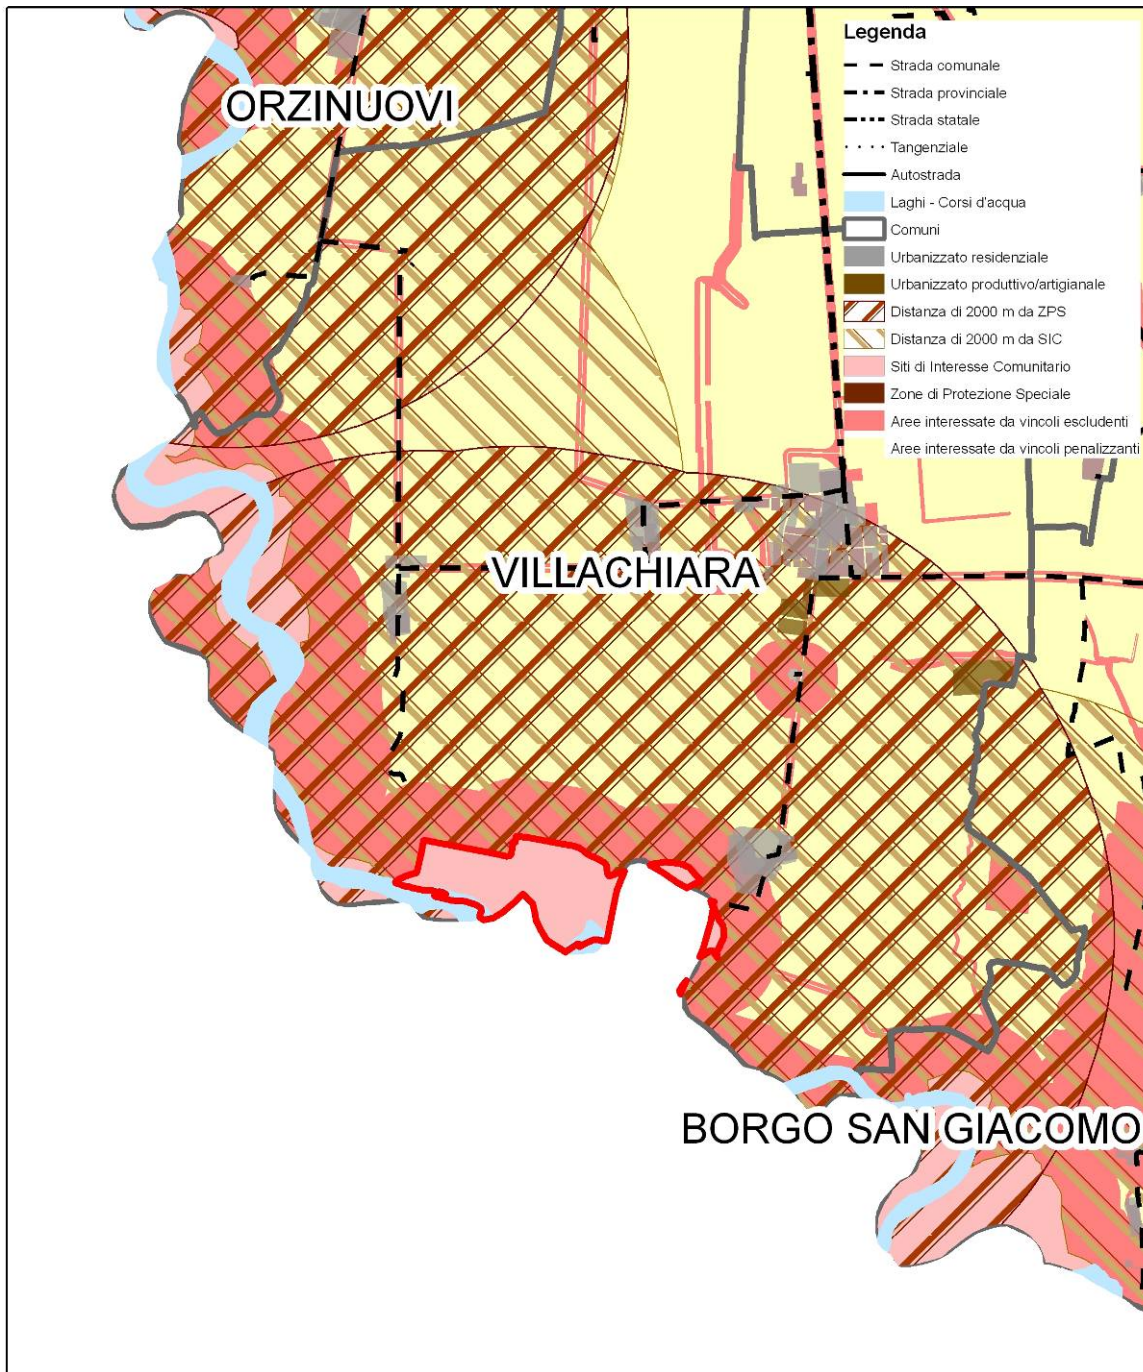 Legenda
Strada comunale
Strada provinciale
Strada statale
Tangenziale
Autostrada
Laghi - Corsi d'acqua
Comuni
Urbanizzato residenziale
Urbanizzato produttivo/artigianale
Distanza di 2000 m da ZPS
Distanza di 2000 m da SIC
Siti di Interesse Comunitario
Zone di Protezione Speciale
Aree interessate da vincoli escludenti
Aree interessate da vincoli penalizzanti
ORZINUOVI
VILLACHIARA
BORGO SAN GIACOMO